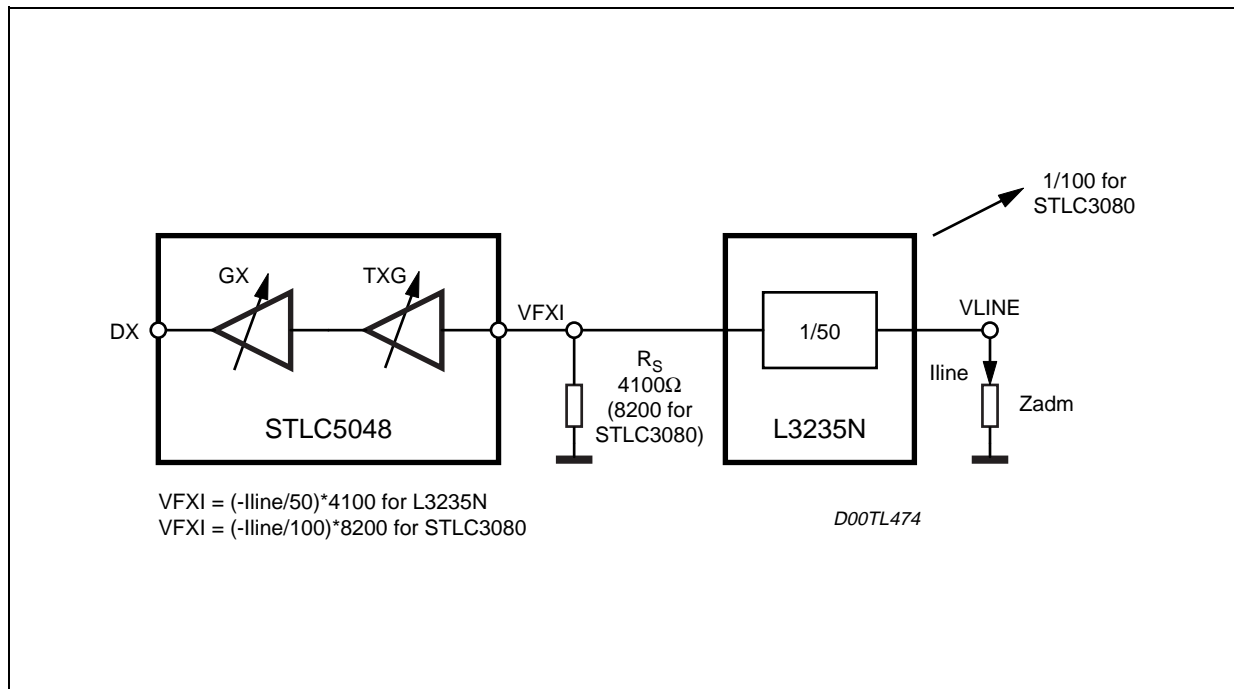 1/100 for
STLC3080
GX
TXG
DX
VFXI
1/50
VLINE
Iline
Zadm
RS
4100Ω
(8200 for
STLC3080)
STLC5048
L3235N
VFXI = (-Iline/50)*4100 for L3235N
VFXI = (-Iline/100)*8200 for STLC3080
D00TL474